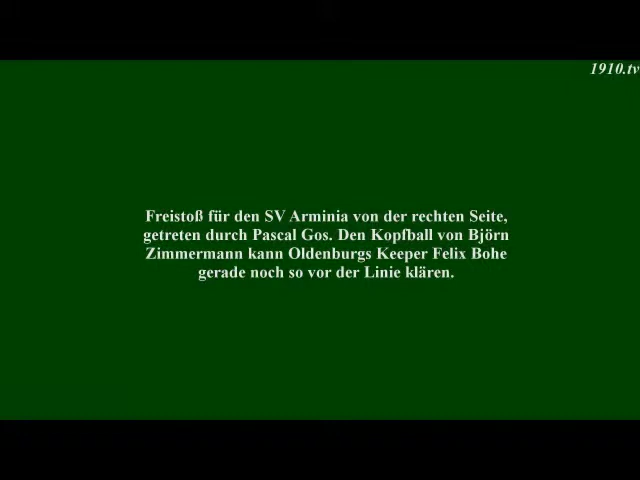 1910.tv
Freistoß für den SV Arminia von der rechten Seite,
getreten durch Pascal Gos. Den Kopfball von Björn
Zimmermann kann Oldenburgs Keeper Felix Bohe
gerade noch so vor der Linie klären.